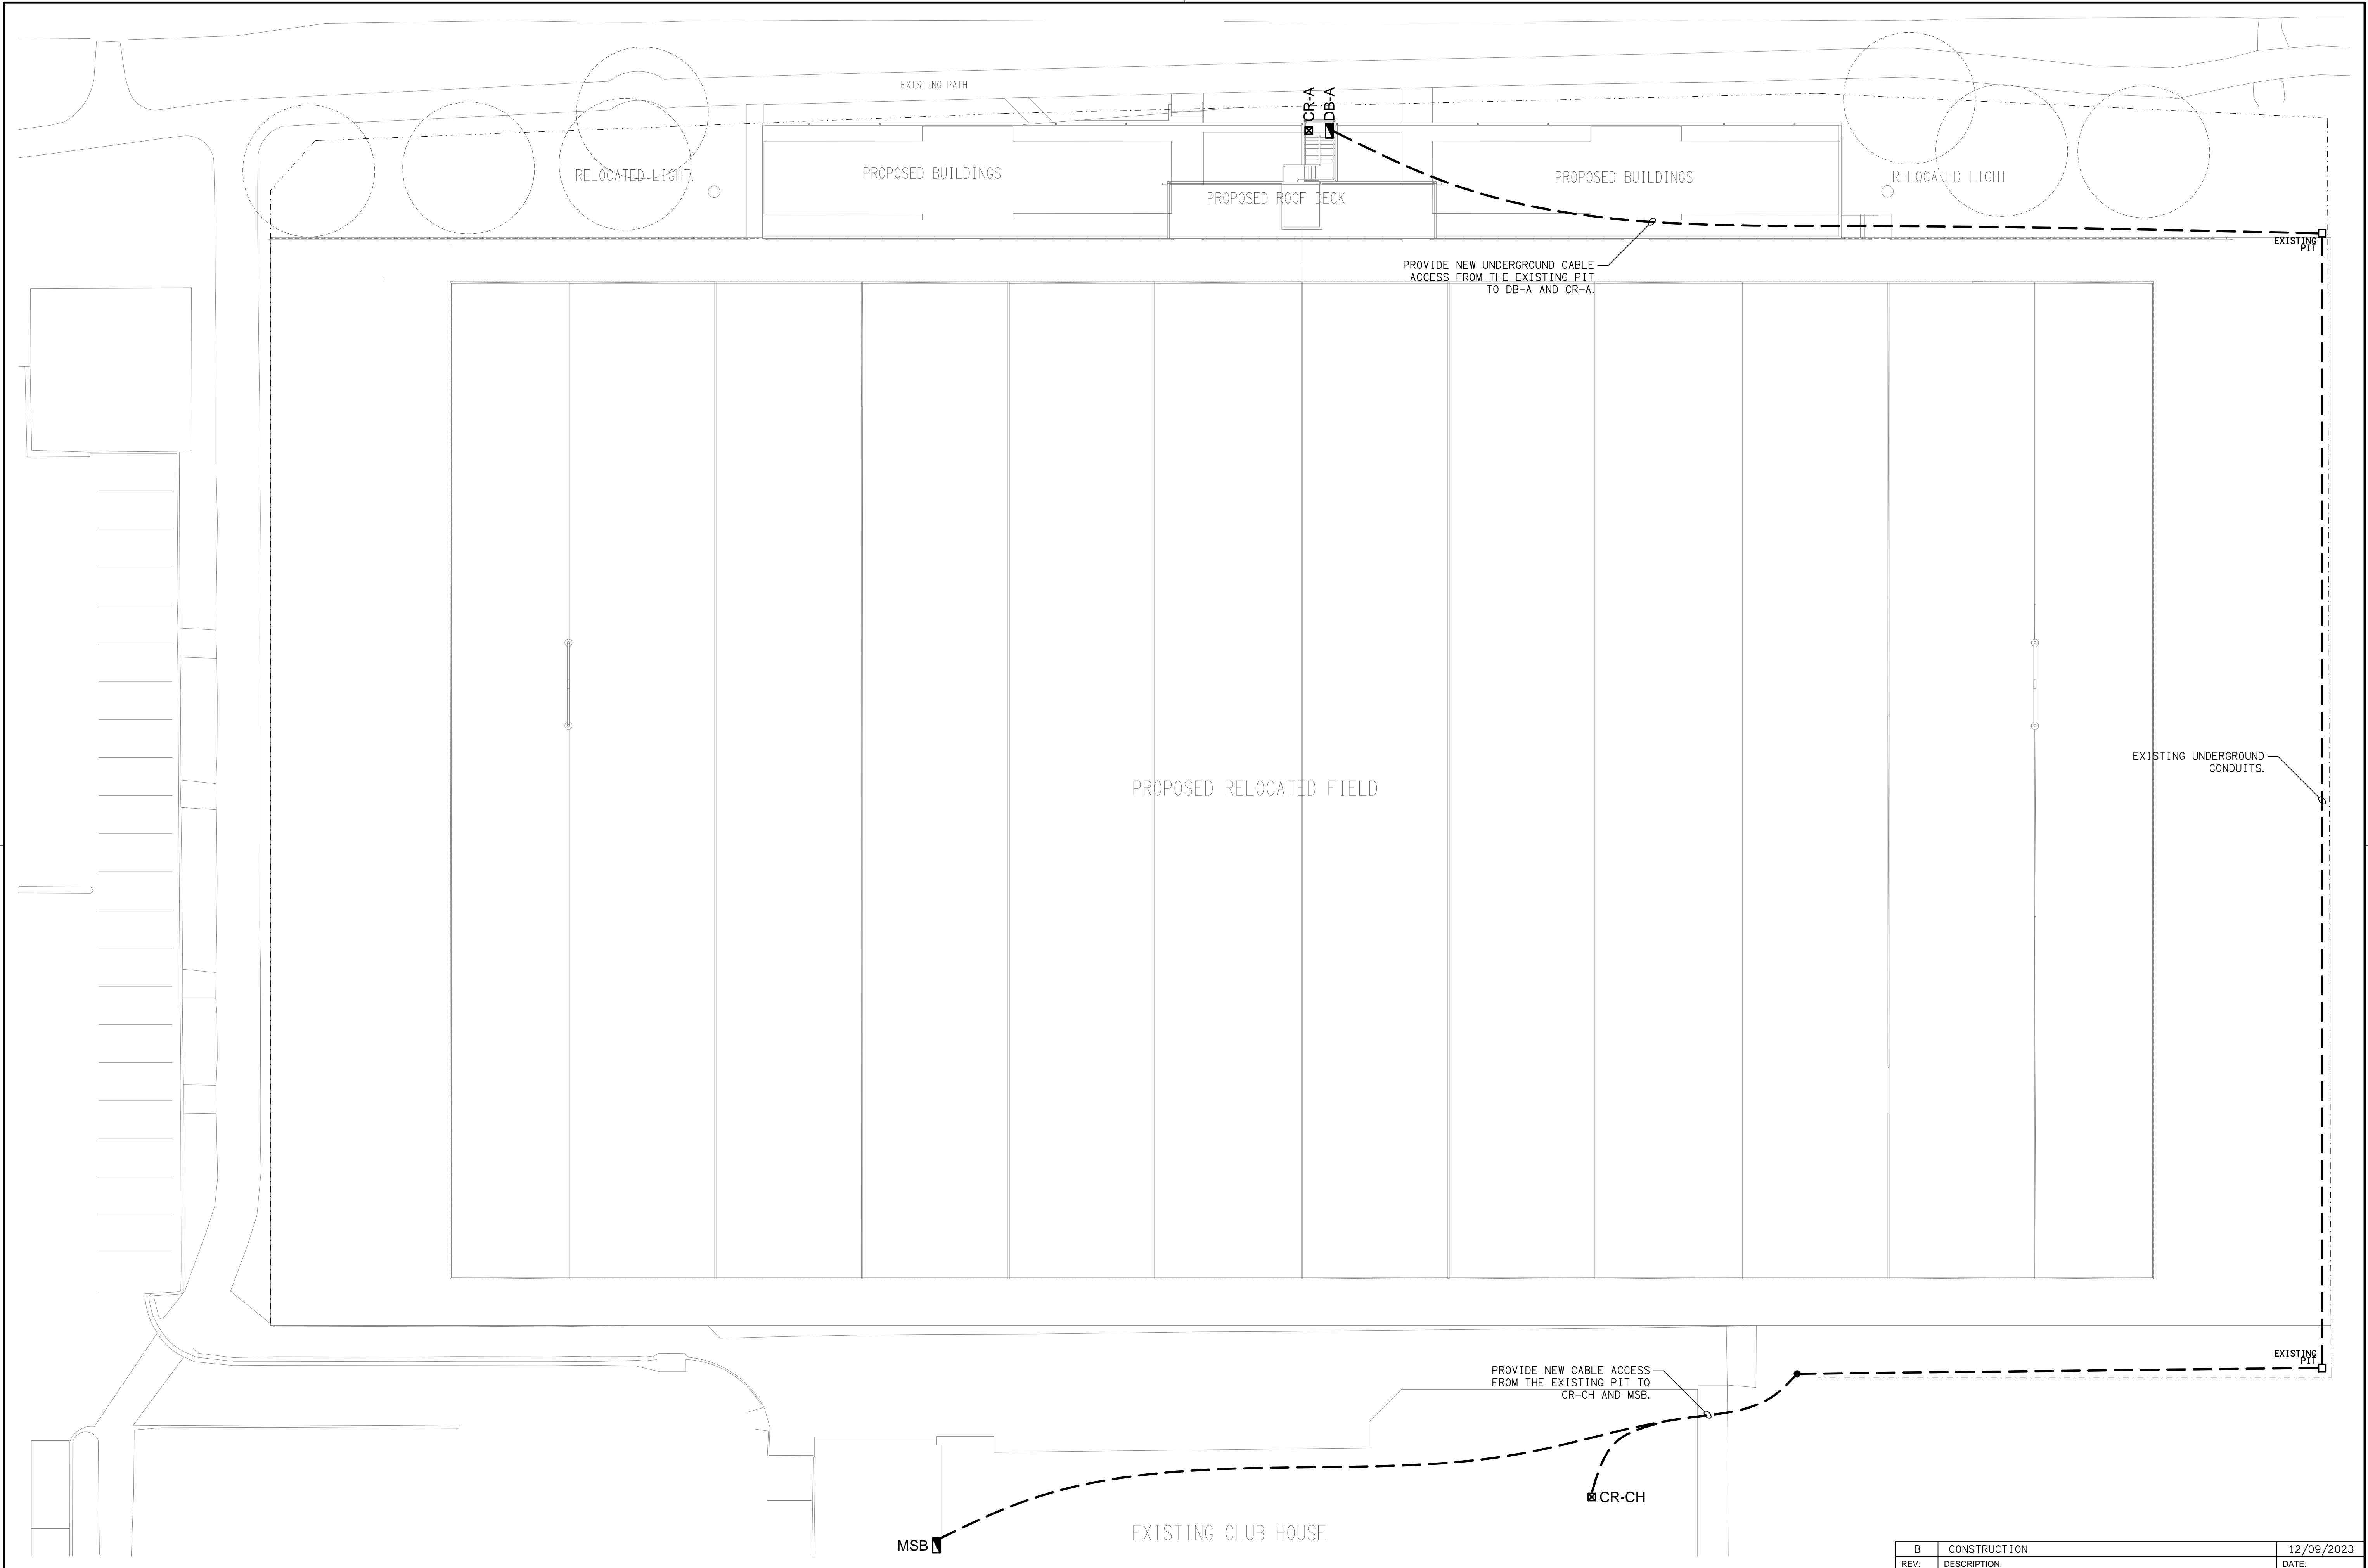 EXISTING PATH
CR-A
DB-A
RELOCATED LIGHT.
PROPOSED BUILDINGS
PROPOSED ROOF DECK
PROPOSED BUILDINGS
RELOCATED LIGHT
EXISTING
PIT
PROVIDE NEW UNDERGROUND CABLE
ACCESS FROM THE EXISTING PIT
TO DB-A AND CR-A.
EXISTING UNDERGROUND
CONDUITS.
PROPOSED RELOCATED FIELD
EXISTING
PIT
PROVIDE NEW CABLE ACCESS
FROM THE EXISTING PIT TO
CR-CH AND MSB.
CR-CH
EXISTING CLUB HOUSE
MSB
B CONSTRUCTION 12/09/2023
REV: DESCRIPTION: DATE: